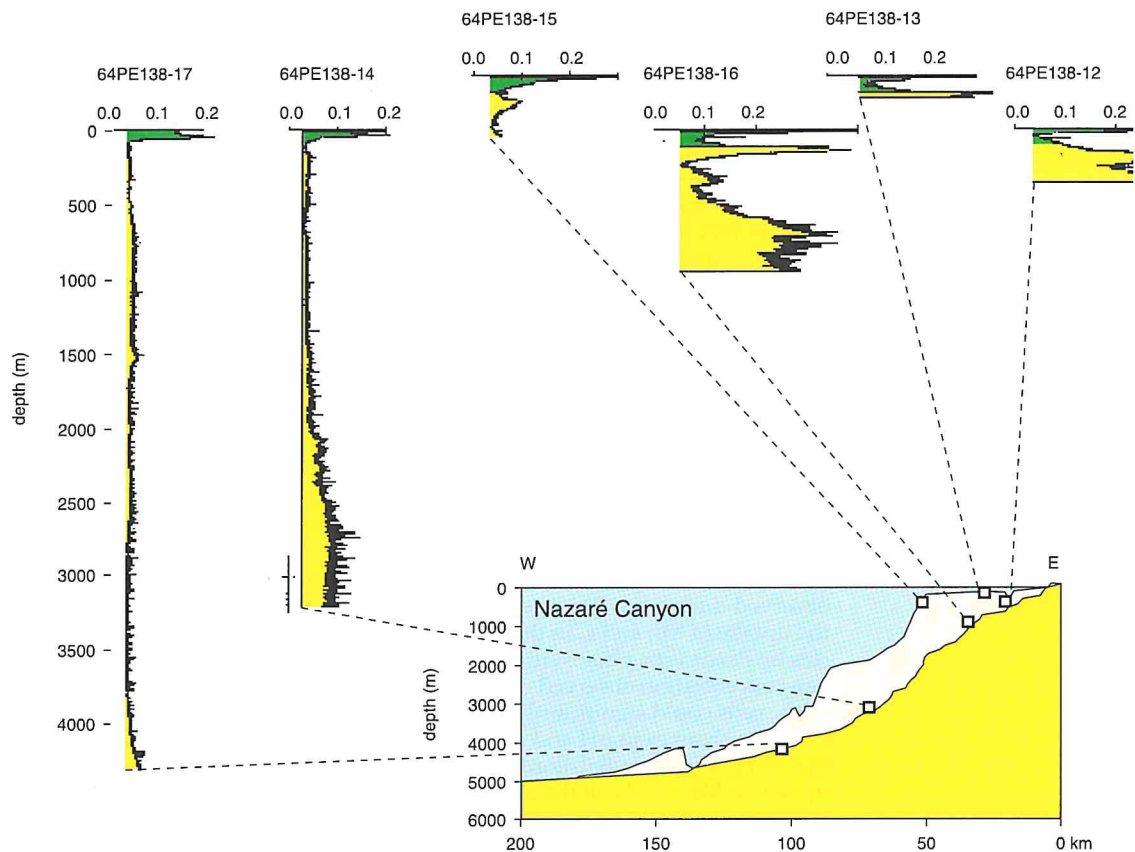 64PE138-15
0.0 0.1 0.2
64PE138-13
0.0 0.1 0.2
64PE138-17
0.0 0.1 0.2
64PE138-14
0.0 0.1 0.2
64PE138-16
0.0 0.1 0.2
64PE138-12
0.0 0.1 0.2
depth (m)
0
500
1000
1500
2000
2500
3000
3500
4000
W
E
Nazaré Canyon
depth (m)
0
1000
2000
3000
4000
5000
6000
200 150 100 50 0 km